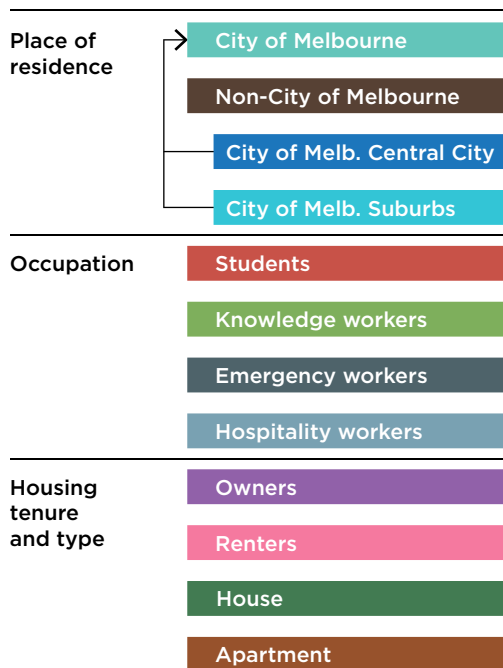 Place of
residence
City of Melbourne
Non-City of Melbourne
City of Melb. Central City
City of Melb. Suburbs
Occupation
Students
Knowledge workers
Emergency workers
Hospitality workers
Housing
tenure
and type
Owners
Renters
House
Apartment